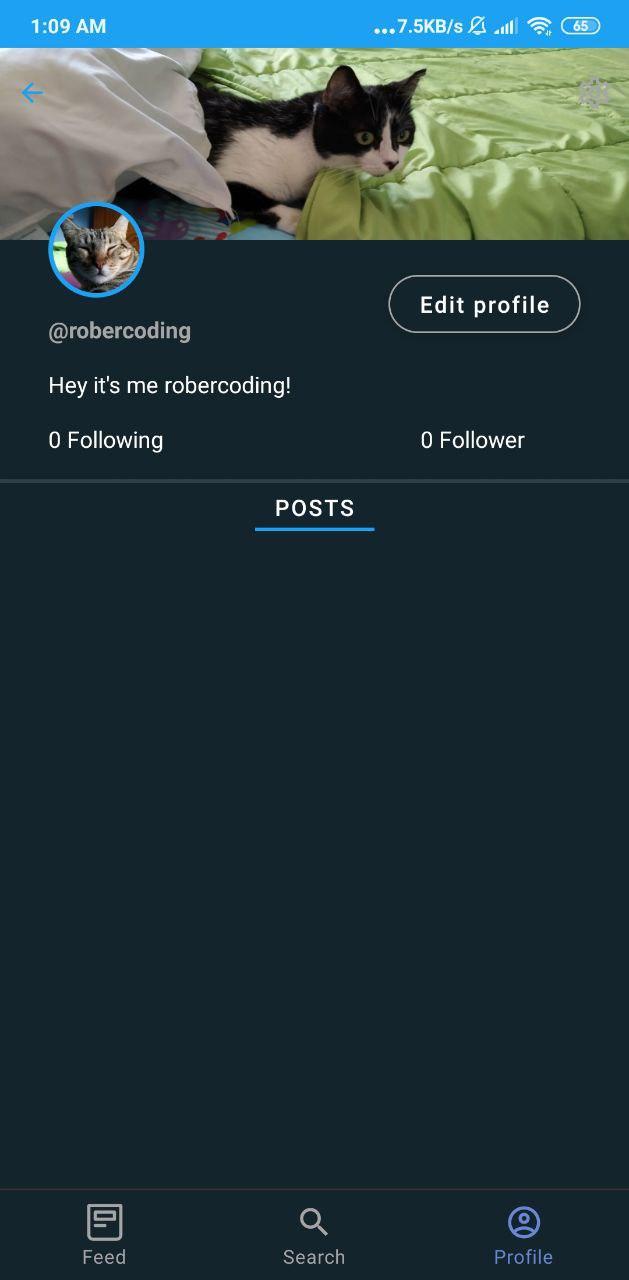 1:09 AM ...7.5KB/s 65
Edit profile
@robercoding
Hey it's me robercoding!
0 Following 0 Follower
POSTS
Feed Search Profile